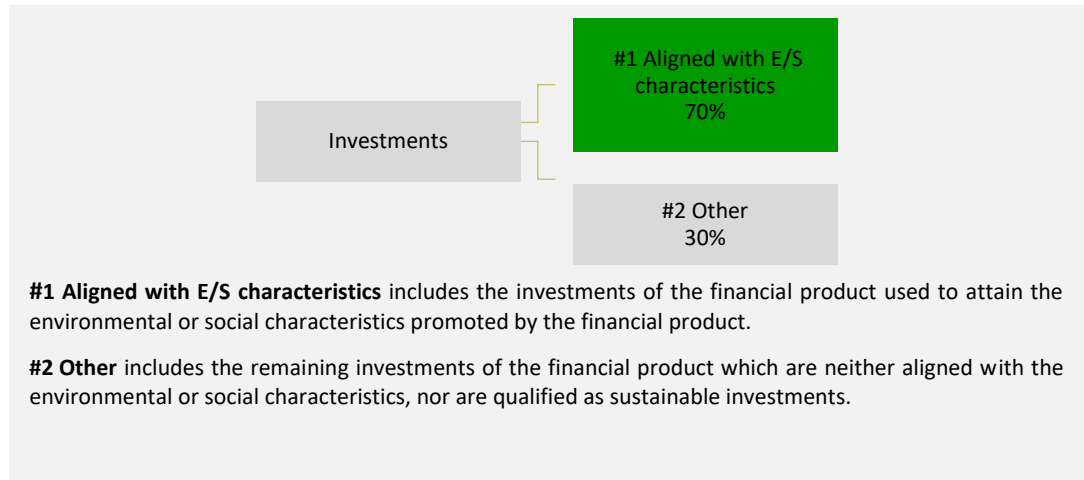 #1 Aligned with E/S
characteristics
70%
Investments
#2 Other
30%
#1 Aligned with E/S characteristics includes the investments of the financial product used to attain the
environmental or social characteristics promoted by the financial product.
#2 Other includes the remaining investments of the financial product which are neither aligned with the
environmental or social characteristics, nor are qualified as sustainable investments.